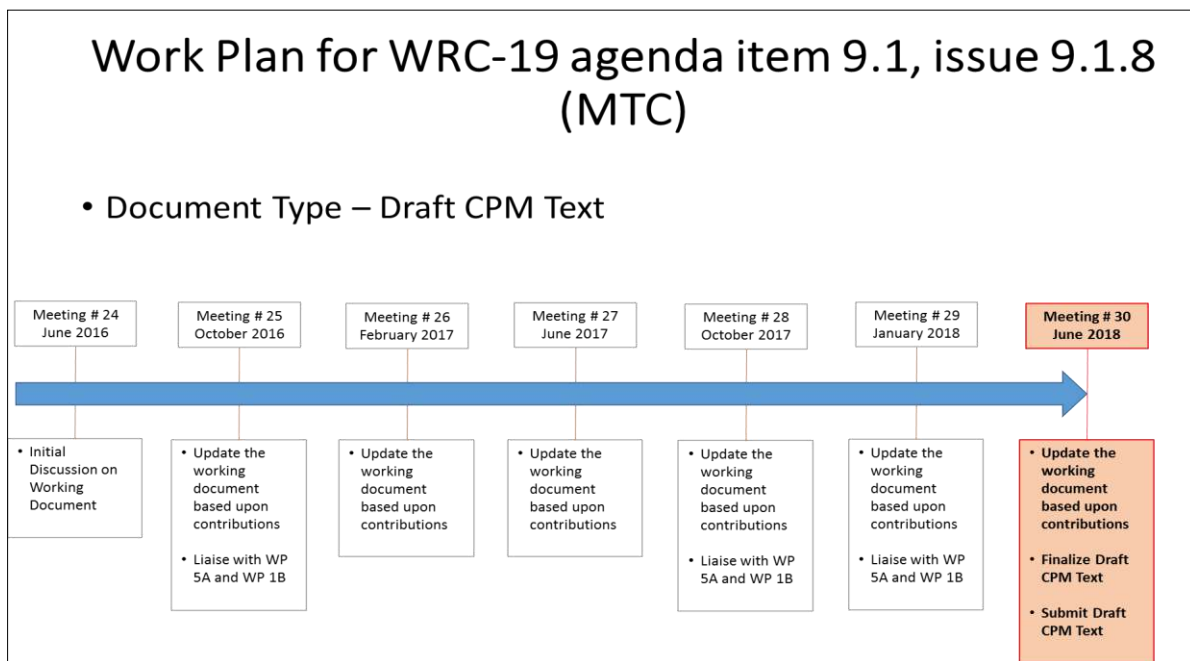 Work Plan for WRC-19 agenda item 9.1, issue 9.1.8
(MTC)
• Document Type – Draft CPM Text
Meeting # 24
June 2016
Meeting # 25
October 2016
Meeting # 26
February 2017
Meeting # 27
June 2017
Meeting # 28
October 2017
Meeting # 29
January 2018
Meeting # 30
June 2018
• Initial
Discussion on
Working
Document
• Update the
working
document
based upon
contributions
• Liaise with WP
5A and WP 1B
• Update the
working
document
based upon
contributions
• Update the
working
document
based upon
contributions
• Update the
working
document
based upon
contributions
• Liaise with WP
5A and WP 1B
• Update the
working
document
based upon
contributions
• Liaise with WP
5A and WP 1B
• Update the
working
document
based upon
contributions
• Finalize Draft
CPM Text
• Submit Draft
CPM Text